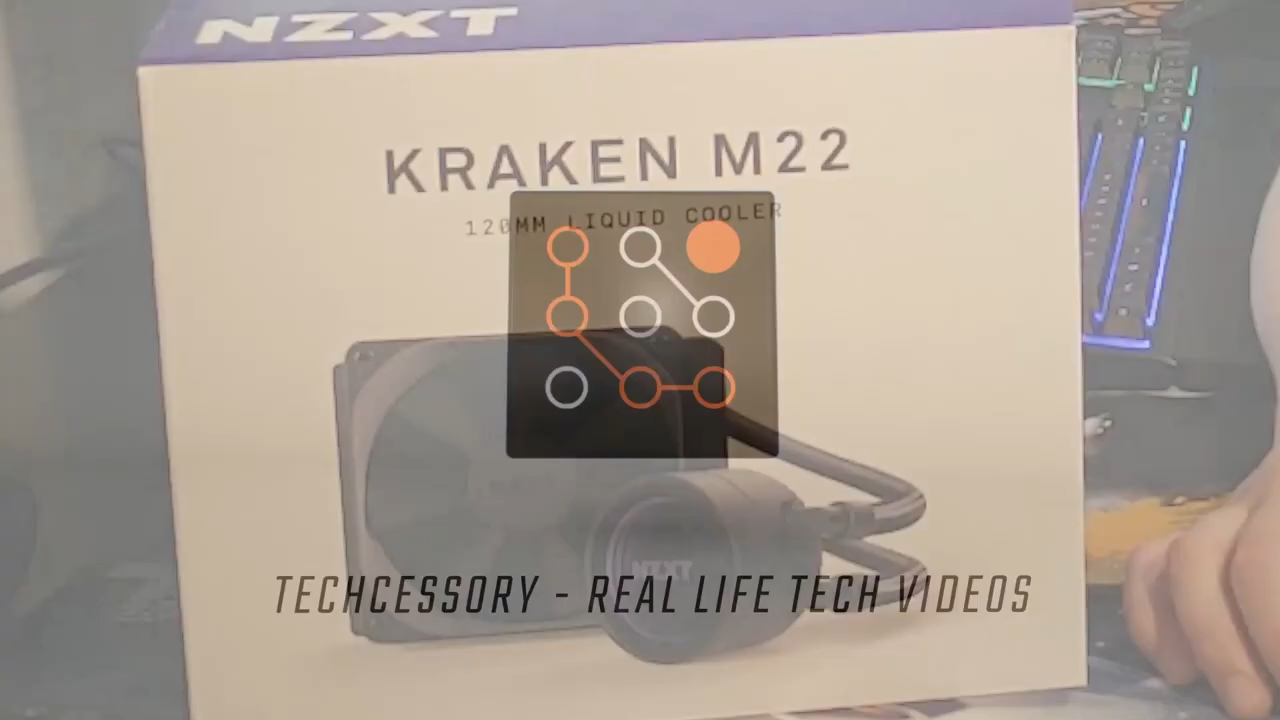 NZXT
KRAKEN M22
120MM LIQUID COOLER
NZXT
TECHCESSORY - REAL LIFE TECH VIDEOS